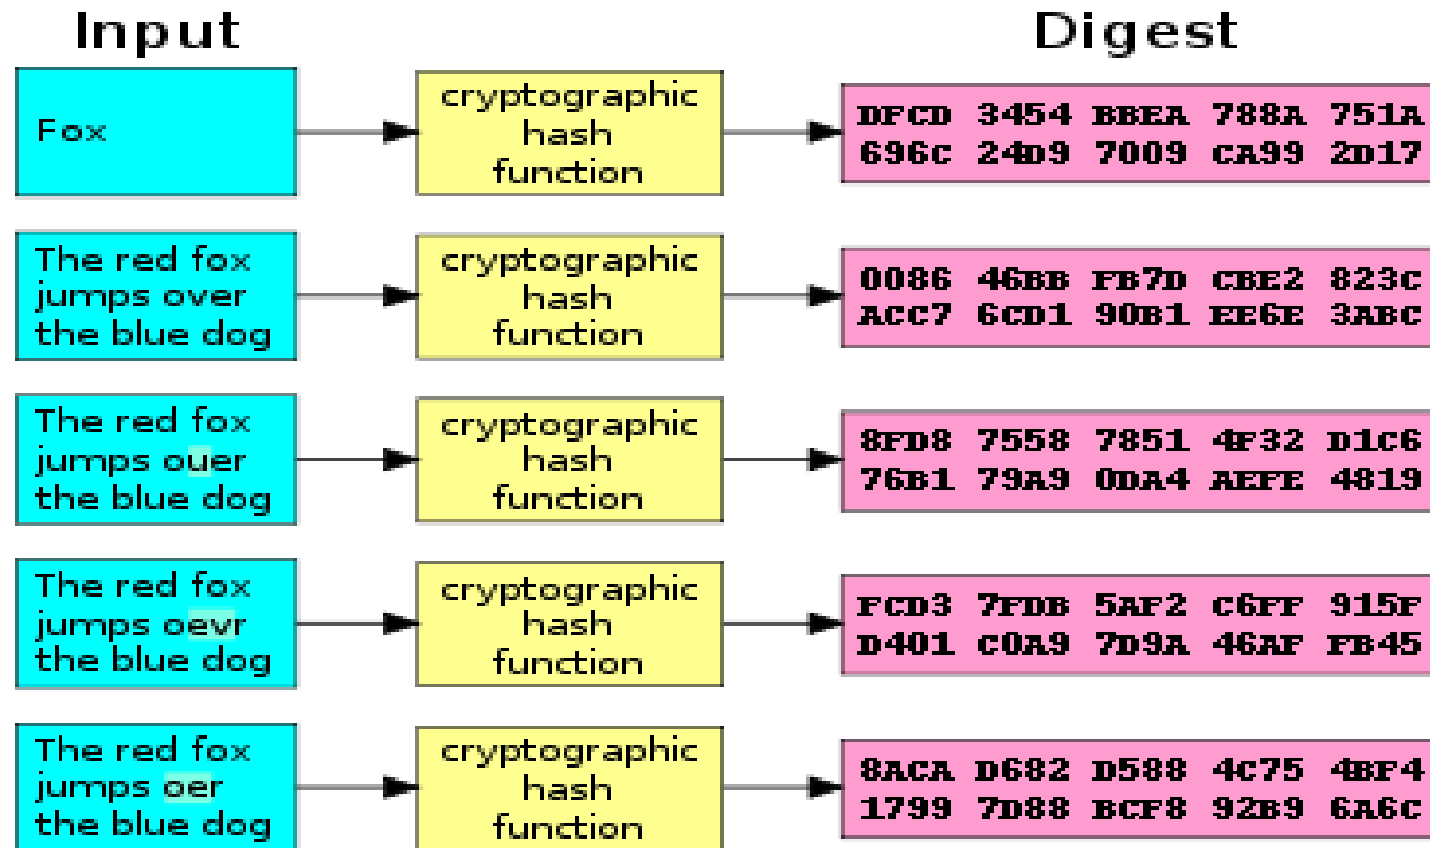 Input
Digest
Fox
cryptographic
hash
function
DFCD 3454 BBEA 788A 751A
696C 24D9 7009 CA99 2D17
The red fox
jumps over
the blue dog
cryptographic
hash
function
0086 46BB FB7D CBE2 823C
ACC7 6CD1 90B1 EE6E 3ABC
The red fox
jumps ouer
the blue dog
cryptographic
hash
function
8FD8 7558 7851 4F32 D1C6
76B1 79A9 0DA4 AEFE 4819
The red fox
jumps oevr
the blue dog
cryptographic
hash
function
FCD3 7FDB 5AF2 C6FF 915F
D401 C0A9 7D9A 46AF FB45
The red fox
jumps oer
the blue dog
cryptographic
hash
function
8ACA D682 D588 4C75 4BF4
1799 7D88 BCF8 92B9 6A6C